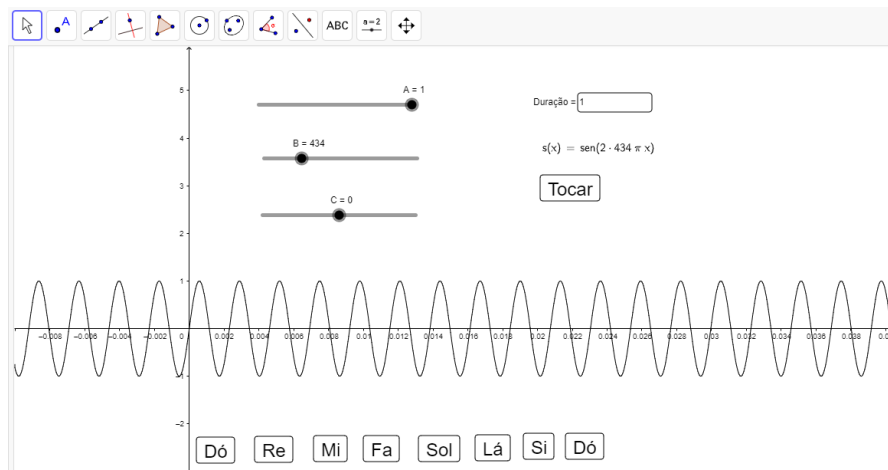 A ABC a=2
A = 1
B = 434
C = 0
Duração = 1
s(x) = sen(2 · 434 π x)
Tocar
5
4
3
2
1
−0.008 −0.006 −0.004 −0.002 0 0.002 0.004 0.006 0.008 0.01 0.012 0.014 0.016 0.018 0.02 0.022 0.024 0.026 0.028 0.03 0.032 0.034 0.036 0.038 0.0
−1
−2
Dó Re Mi Fa Sol Lá Si Dó